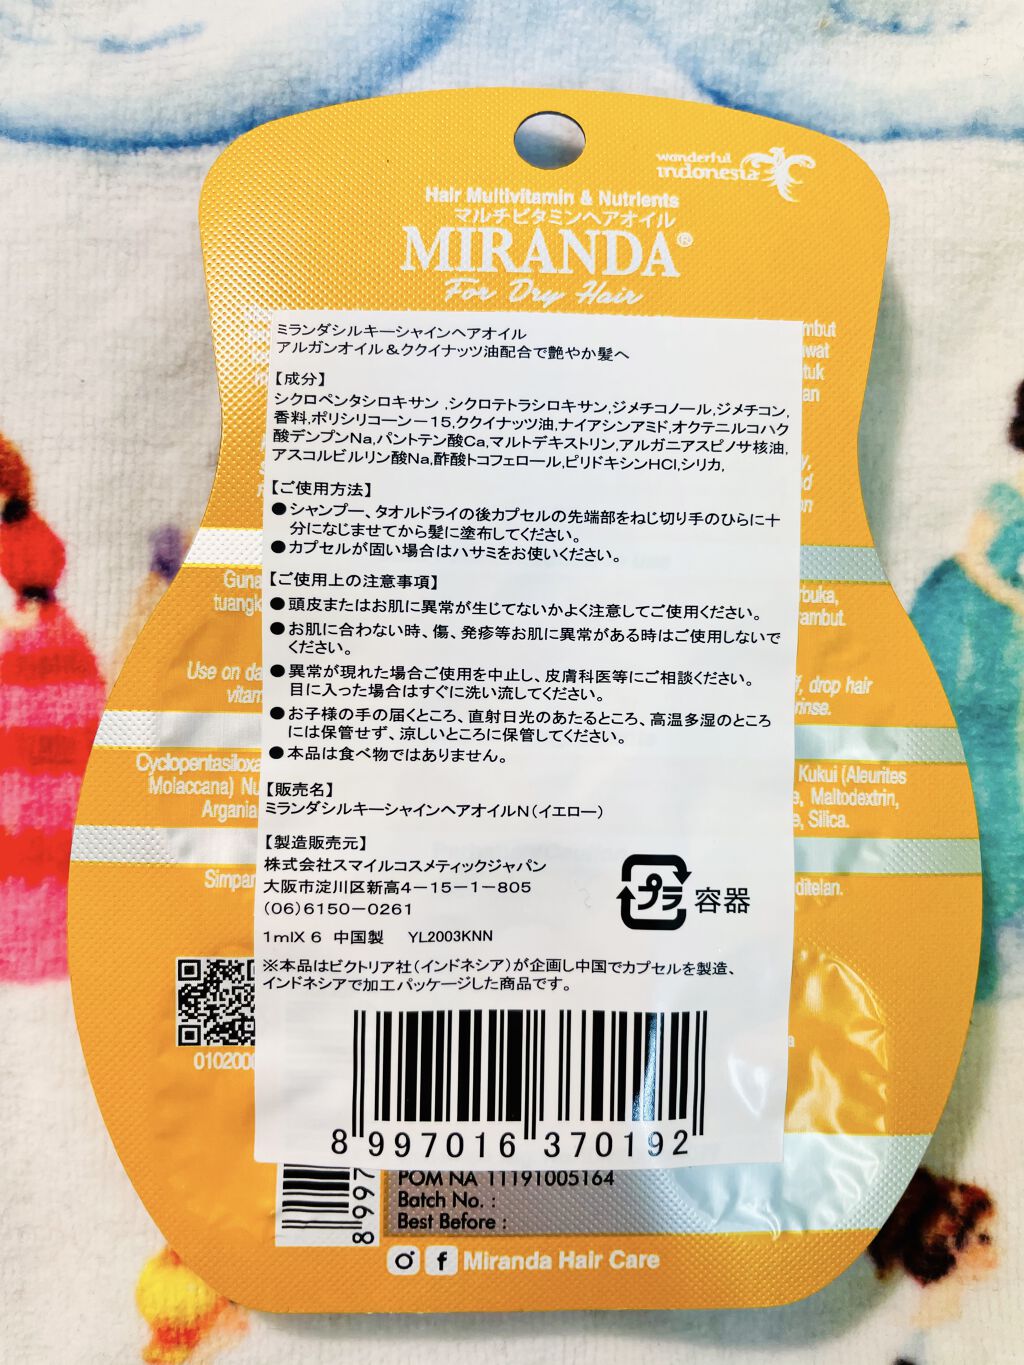 wonderful
indonesia
Hair Multivitamin & Nutrients
マルチビタミンヘアオイル
MIRANDA®
For Dry Hair
ミランダシルキーシャインヘアオイル
アルガンオイル&ククイナッツ油配合で艶やか髪へ
【成分】
シクロペンタシロキサン ,シクロテトラシロキサン,ジメチコノール,ジメチコン,
香料,ポリシリコーン－15,ククイナッツ油,ナイアシンアミド,オクテニルコハク
酸デンプンNa,パントテン酸Ca,マルトデキストリン,アルガニアスピノサ核油,
アスコルビルリン酸Na,酢酸トコフェロール,ピリドキシンHCl,シリカ,
【ご使用方法】
●シャンプー、タオルドライの後カプセルの先端部をねじ切り手のひらに十
分になじませてから髪に塗布してください。
●カプセルが固い場合はハサミをお使いください。
【ご使用上の注意事項】
●頭皮またはお肌に異常が生じてないかよく注意してご使用ください。
●お肌に合わない時、傷、発疹等お肌に異常がある時はご使用しないで
ください。
●異常が現れた場合ご使用を中止し、皮膚科医等にご相談ください。
目に入った場合はすぐに洗い流してください。
●お子様の手の届くところ、直射日光のあたるところ、高温多湿のところ
には保管せず、涼しいところに保管してください。
●本品は食べ物ではありません。
【販売名】
ミランダシルキーシャインヘアオイルN(イエロー)
【製造販売元】
株式会社スマイルコスメティックジャパン
大阪市淀川区新高4－15－1－805
(06)6150－0261
プラ 容器
1mlX 6 中国製 YL2003KNN
※本品はビクトリア社(インドネシア)が企画し中国でカプセルを製造、
インドネシアで加工パッケージした商品です。
8 997016 370192
Use on
drop hair
rinse.
Kukui (Aleurites
Molaccana)
Maltodextrin,
Argania
Silica.
POM NA 11191005164
Batch No. :
Best Before :
8997
Miranda Hair Care